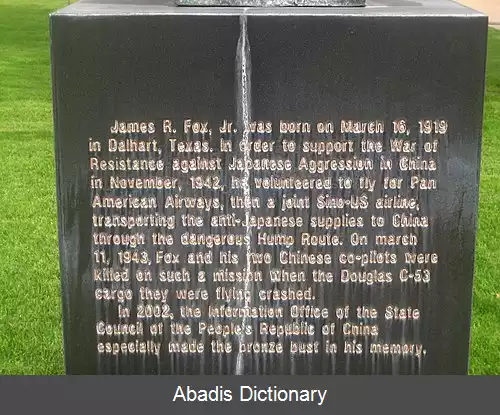 James R. Fox, Jr. was born on March 16, 1919
in Dalhart, Texas. In order to support the War of
Resistance against Japanese Aggression in China
in November, 1942, he volunteered to fly for Pan
American Airways, then a joint Sino-US airline,
transporting the anti-Japanese supplies to China
through the dangerous Hump Route. On march
11, 1943, Fox and his two Chinese co-pilots were
killed on such a mission when the Douglas C-53
cargo they were flying crashed.
In 2002, the Information Office of the State
Council of the People's Republic of China
especially made the bronze bust in his memory.
Abadis Dictionary